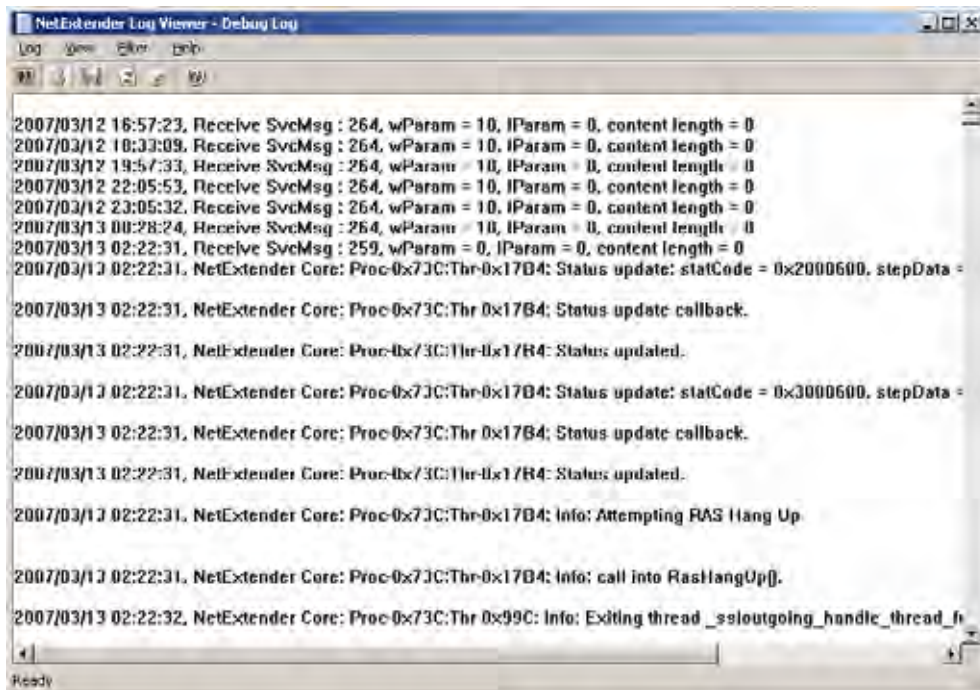 NetExtender Log Viewer - Debug Log
Log View Filter Help
2007/03/12 16:57:23, Receive SvcMsg : 264, wParam = 10, lParam = 0, content length = 0
2007/03/12 18:33:09, Receive SvcMsg : 264, wParam = 10, lParam = 0, content length = 0
2007/03/12 19:57:33, Receive SvcMsg : 264, wParam = 10, lParam = 0, content length = 0
2007/03/12 22:05:53, Receive SvcMsg : 264, wParam = 10, lParam = 0, content length = 0
2007/03/12 23:05:32, Receive SvcMsg : 264, wParam = 10, lParam = 0, content length = 0
2007/03/13 00:28:24, Receive SvcMsg : 264, wParam = 10, lParam = 0, content length = 0
2007/03/13 02:22:31, Receive SvcMsg : 259, wParam = 0, lParam = 0, content length = 0
2007/03/13 02:22:31, NetExtender Core: Proc-0x73C:Thr-0x17B4: Status update: statCode = 0x2000600, stepData =
2007/03/13 02:22:31, NetExtender Core: Proc-0x73C:Thr-0x17B4: Status update callback.
2007/03/13 02:22:31, NetExtender Core: Proc-0x73C:Thr-0x17B4: Status updated.
2007/03/13 02:22:31, NetExtender Core: Proc-0x73C:Thr-0x17B4: Status update: statCode = 0x3000600, stepData =
2007/03/13 02:22:31, NetExtender Core: Proc-0x73C:Thr-0x17B4: Status update callback.
2007/03/13 02:22:31, NetExtender Core: Proc-0x73C:Thr-0x17B4: Status updated.
2007/03/13 02:22:31, NetExtender Core: Proc-0x73C:Thr-0x17B4: Info: Attempting RAS Hang Up
2007/03/13 02:22:31, NetExtender Core: Proc-0x73C:Thr-0x17B4: Info: call into RasHangUp().
2007/03/13 02:22:32, NetExtender Core: Proc-0x73C:Thr-0x99C: Info: Exiting thread _ssloutgoing_handle_thread_f
Ready